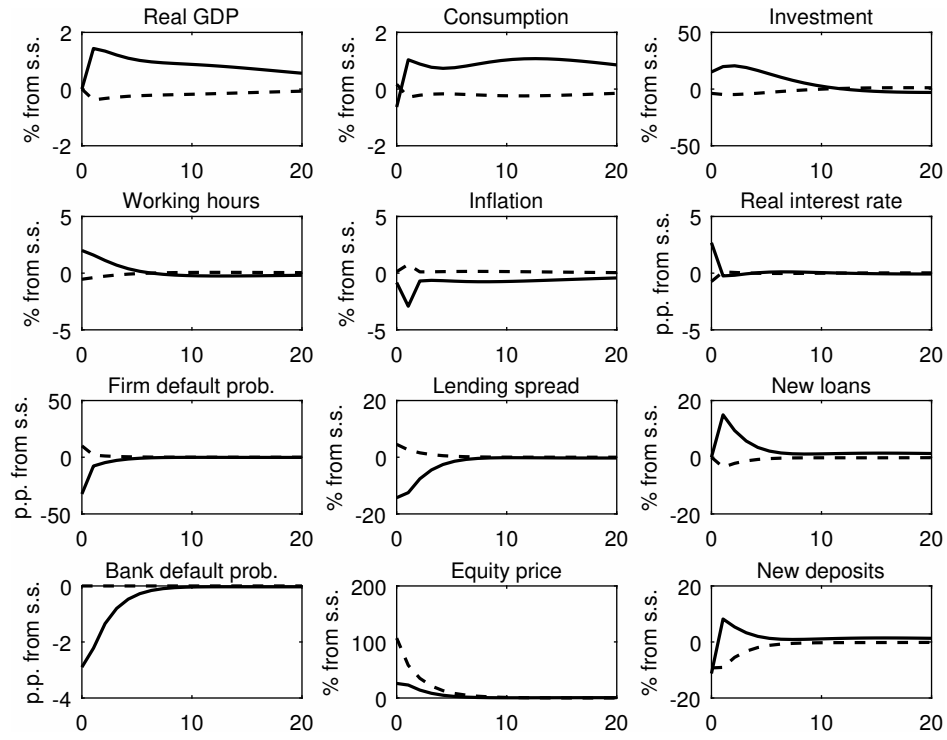 Real GDP
% from s.s.
2
0
-2
0 10 20
Consumption
% from s.s.
2
0
-2
0 10 20
Investment
% from s.s.
50
0
-50
0 10 20
Working hours
% from s.s.
5
0
-5
0 10 20
Inflation
% from s.s.
5
0
-5
0 10 20
Real interest rate
p.p. from s.s.
5
0
-5
0 10 20
Firm default prob.
p.p. from s.s.
50
0
-50
0 10 20
Lending spread
% from s.s.
20
0
-20
0 10 20
New loans
% from s.s.
20
0
-20
0 10 20
Bank default prob.
p.p. from s.s.
0
-2
-4
0 10 20
Equity price
% from s.s.
200
100
0
0 10 20
New deposits
% from s.s.
20
0
-20
0 10 20